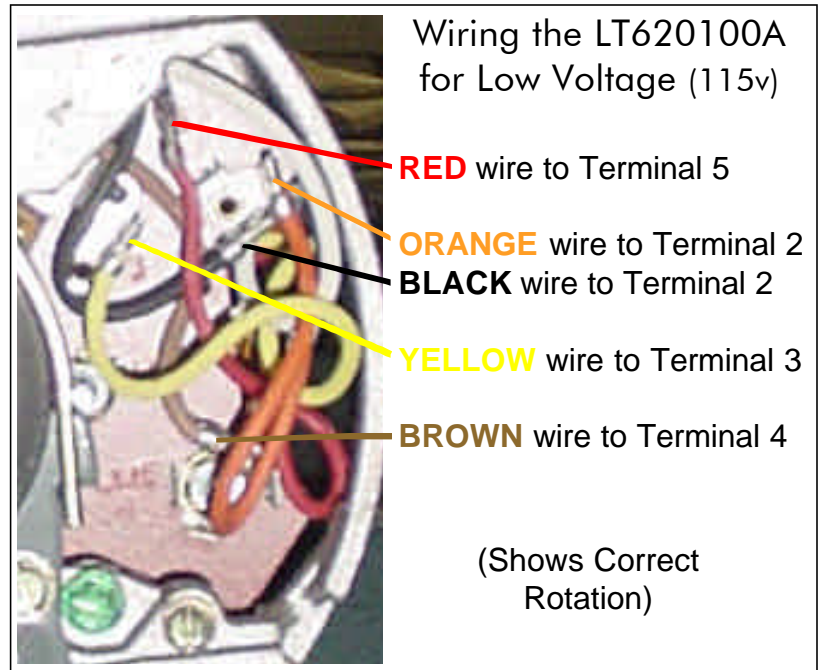 Wiring the LT620100A
for Low Voltage (115v)
RED wire to Terminal 5
ORANGE wire to Terminal 2
BLACK wire to Terminal 2
YELLOW wire to Terminal 3
BROWN wire to Terminal 4
(Shows Correct
Rotation)